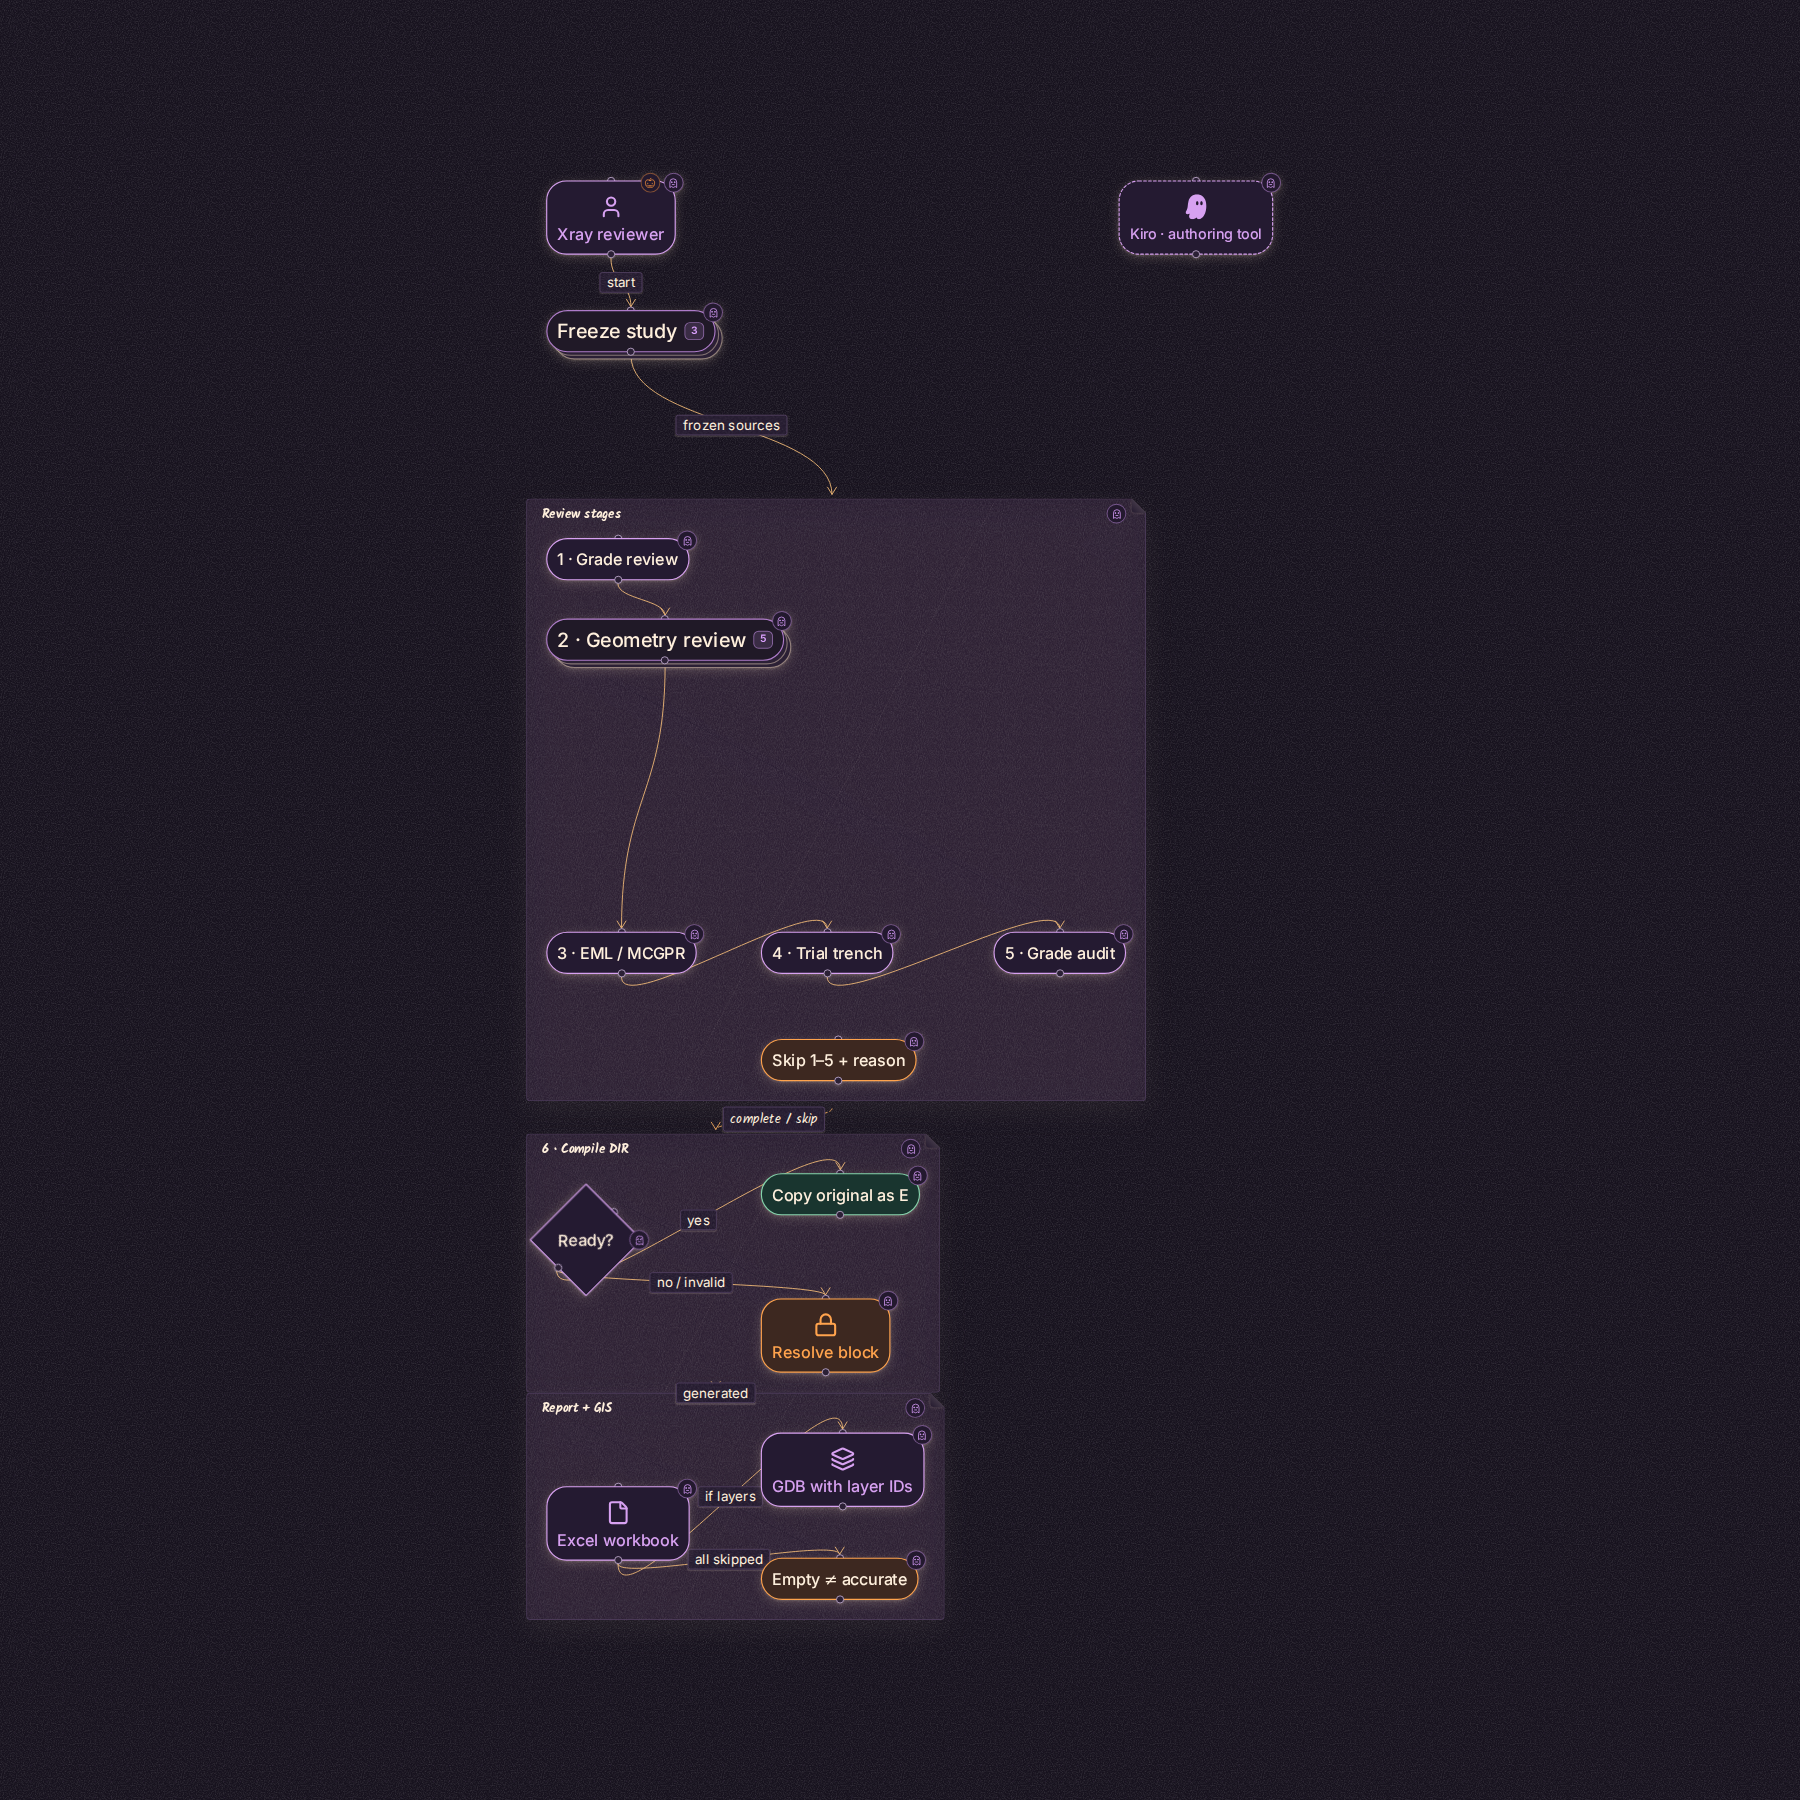 Xray reviewer
Kiro · authoring tool
start
Freeze study 3
frozen sources
Review stages
1 · Grade review
2 · Geometry review 5
3 · EML / MCGPR
4 · Trial trench
5 · Grade audit
Skip 1–5 + reason
complete / skip
6 · Compile DIR
Copy original as E
yes
Ready?
no / invalid
Resolve block
generated
Report + GIS
GDB with layer IDs
if layers
Excel workbook
all skipped
Empty ≠ accurate